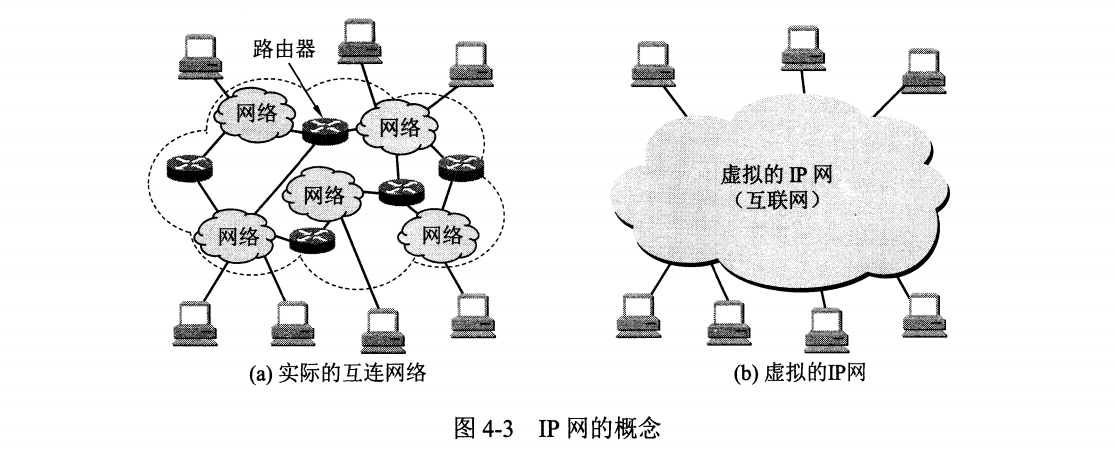 路由器
网络
网络
网络
网络
网络
(a) 实际的互连网络
虚拟的 IP 网
（互联网）
(b) 虚拟的IP网
图 4-3 IP 网的概念